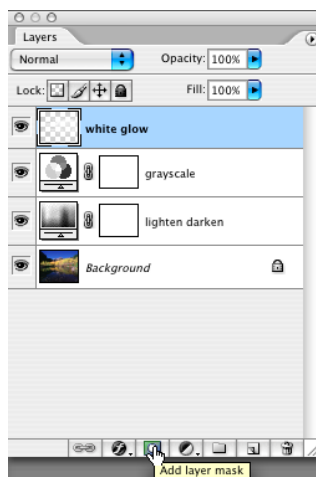 Layers
Normal Opacity: 100%
Lock: Fill: 100%
white glow
grayscale
lighten darken
Background
Add layer mask